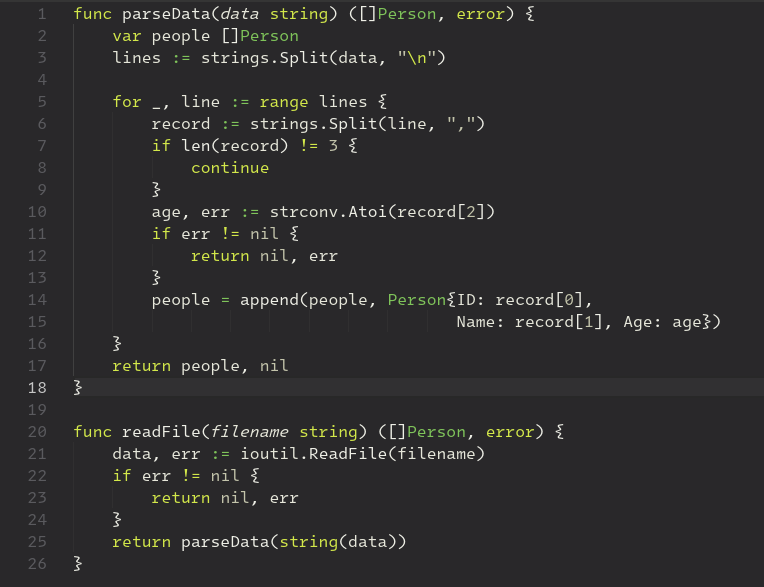 1 func parseData(data string) ([]Person, error) {
2     var people []Person
3     lines := strings.Split(data, "\n")
4
5     for _, line := range lines {
6         record := strings.Split(line, ",")
7         if len(record) != 3 {
8             continue
9         }
10         age, err := strconv.Atoi(record[2])
11         if err != nil {
12             return nil, err
13         }
14         people = append(people, Person{ID: record[0],
15                                        Name: record[1], Age: age})
16     }
17     return people, nil
18 }
19
20 func readFile(filename string) ([]Person, error) {
21     data, err := ioutil.ReadFile(filename)
22     if err != nil {
23         return nil, err
24     }
25     return parseData(string(data))
26 }